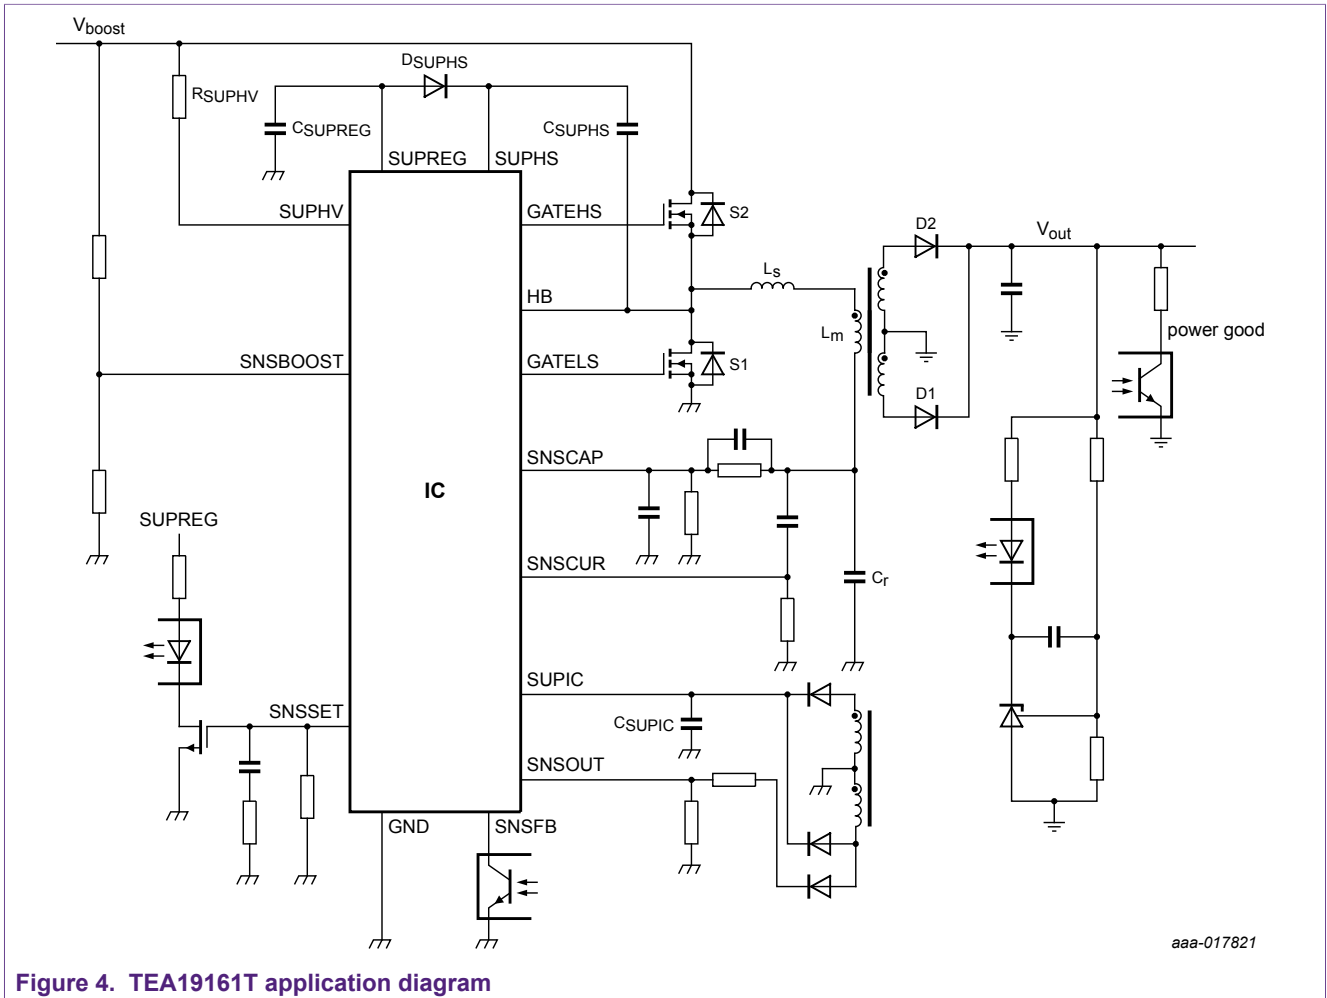 Vboost
DSUPHS
RSUPHV
CSUPREG
CSUPHS
SUPREG
SUPHS
SUPHV
GATEHS
S2
D2
Vout
Ls
HB
Lm
power good
SNSBOOST
GATELS
S1
D1
SNSCAP
IC
SUPREG
SNSCUR
Cr
SUPIC
SNSSET
CSUPIC
SNSOUT
GND
SNSFB
aaa-017821
Figure 4. TEA19161T application diagram